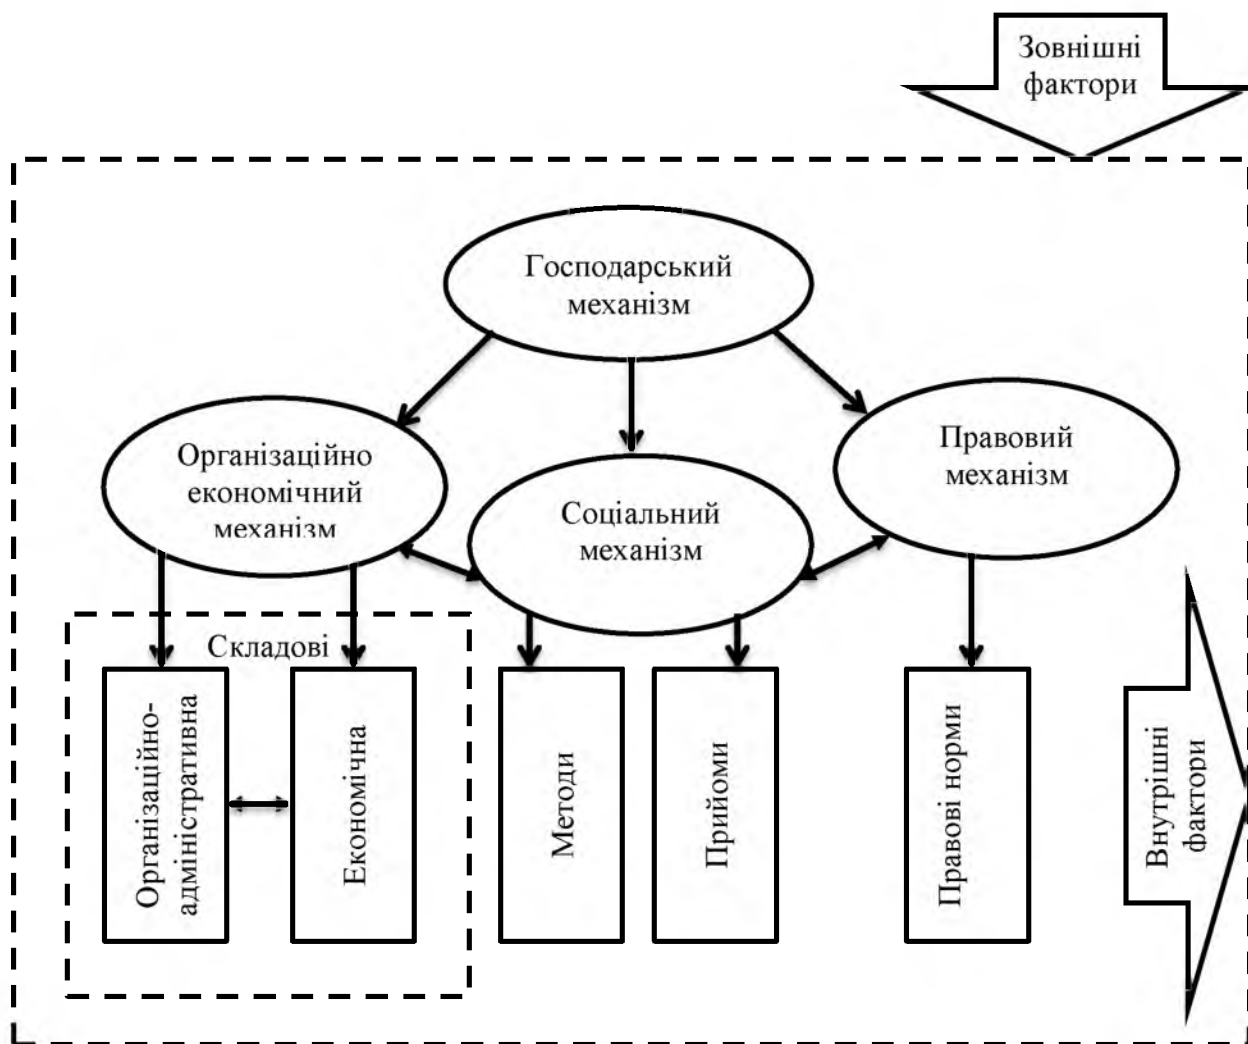 Зовнішні
фактори
Господарський
механізм
Організаційно
економічний
механізм
Соціальний
механізм
Правовий
механізм
Складові
Організаційно-
адміністративна
Економічна
Методи
Прийоми
Правові норми
Внутрішні
фактори